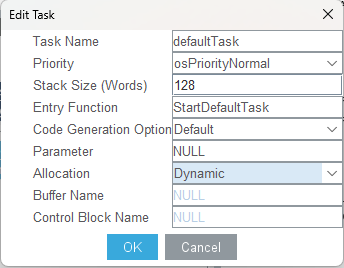 Edit Task
Task Name defaultTask
Priority osPriorityNormal
Stack Size (Words) 128
Entry Function StartDefaultTask
Code Generation Option Default
Parameter NULL
Allocation Dynamic
Buffer Name NULL
Control Block Name NULL
OK Cancel